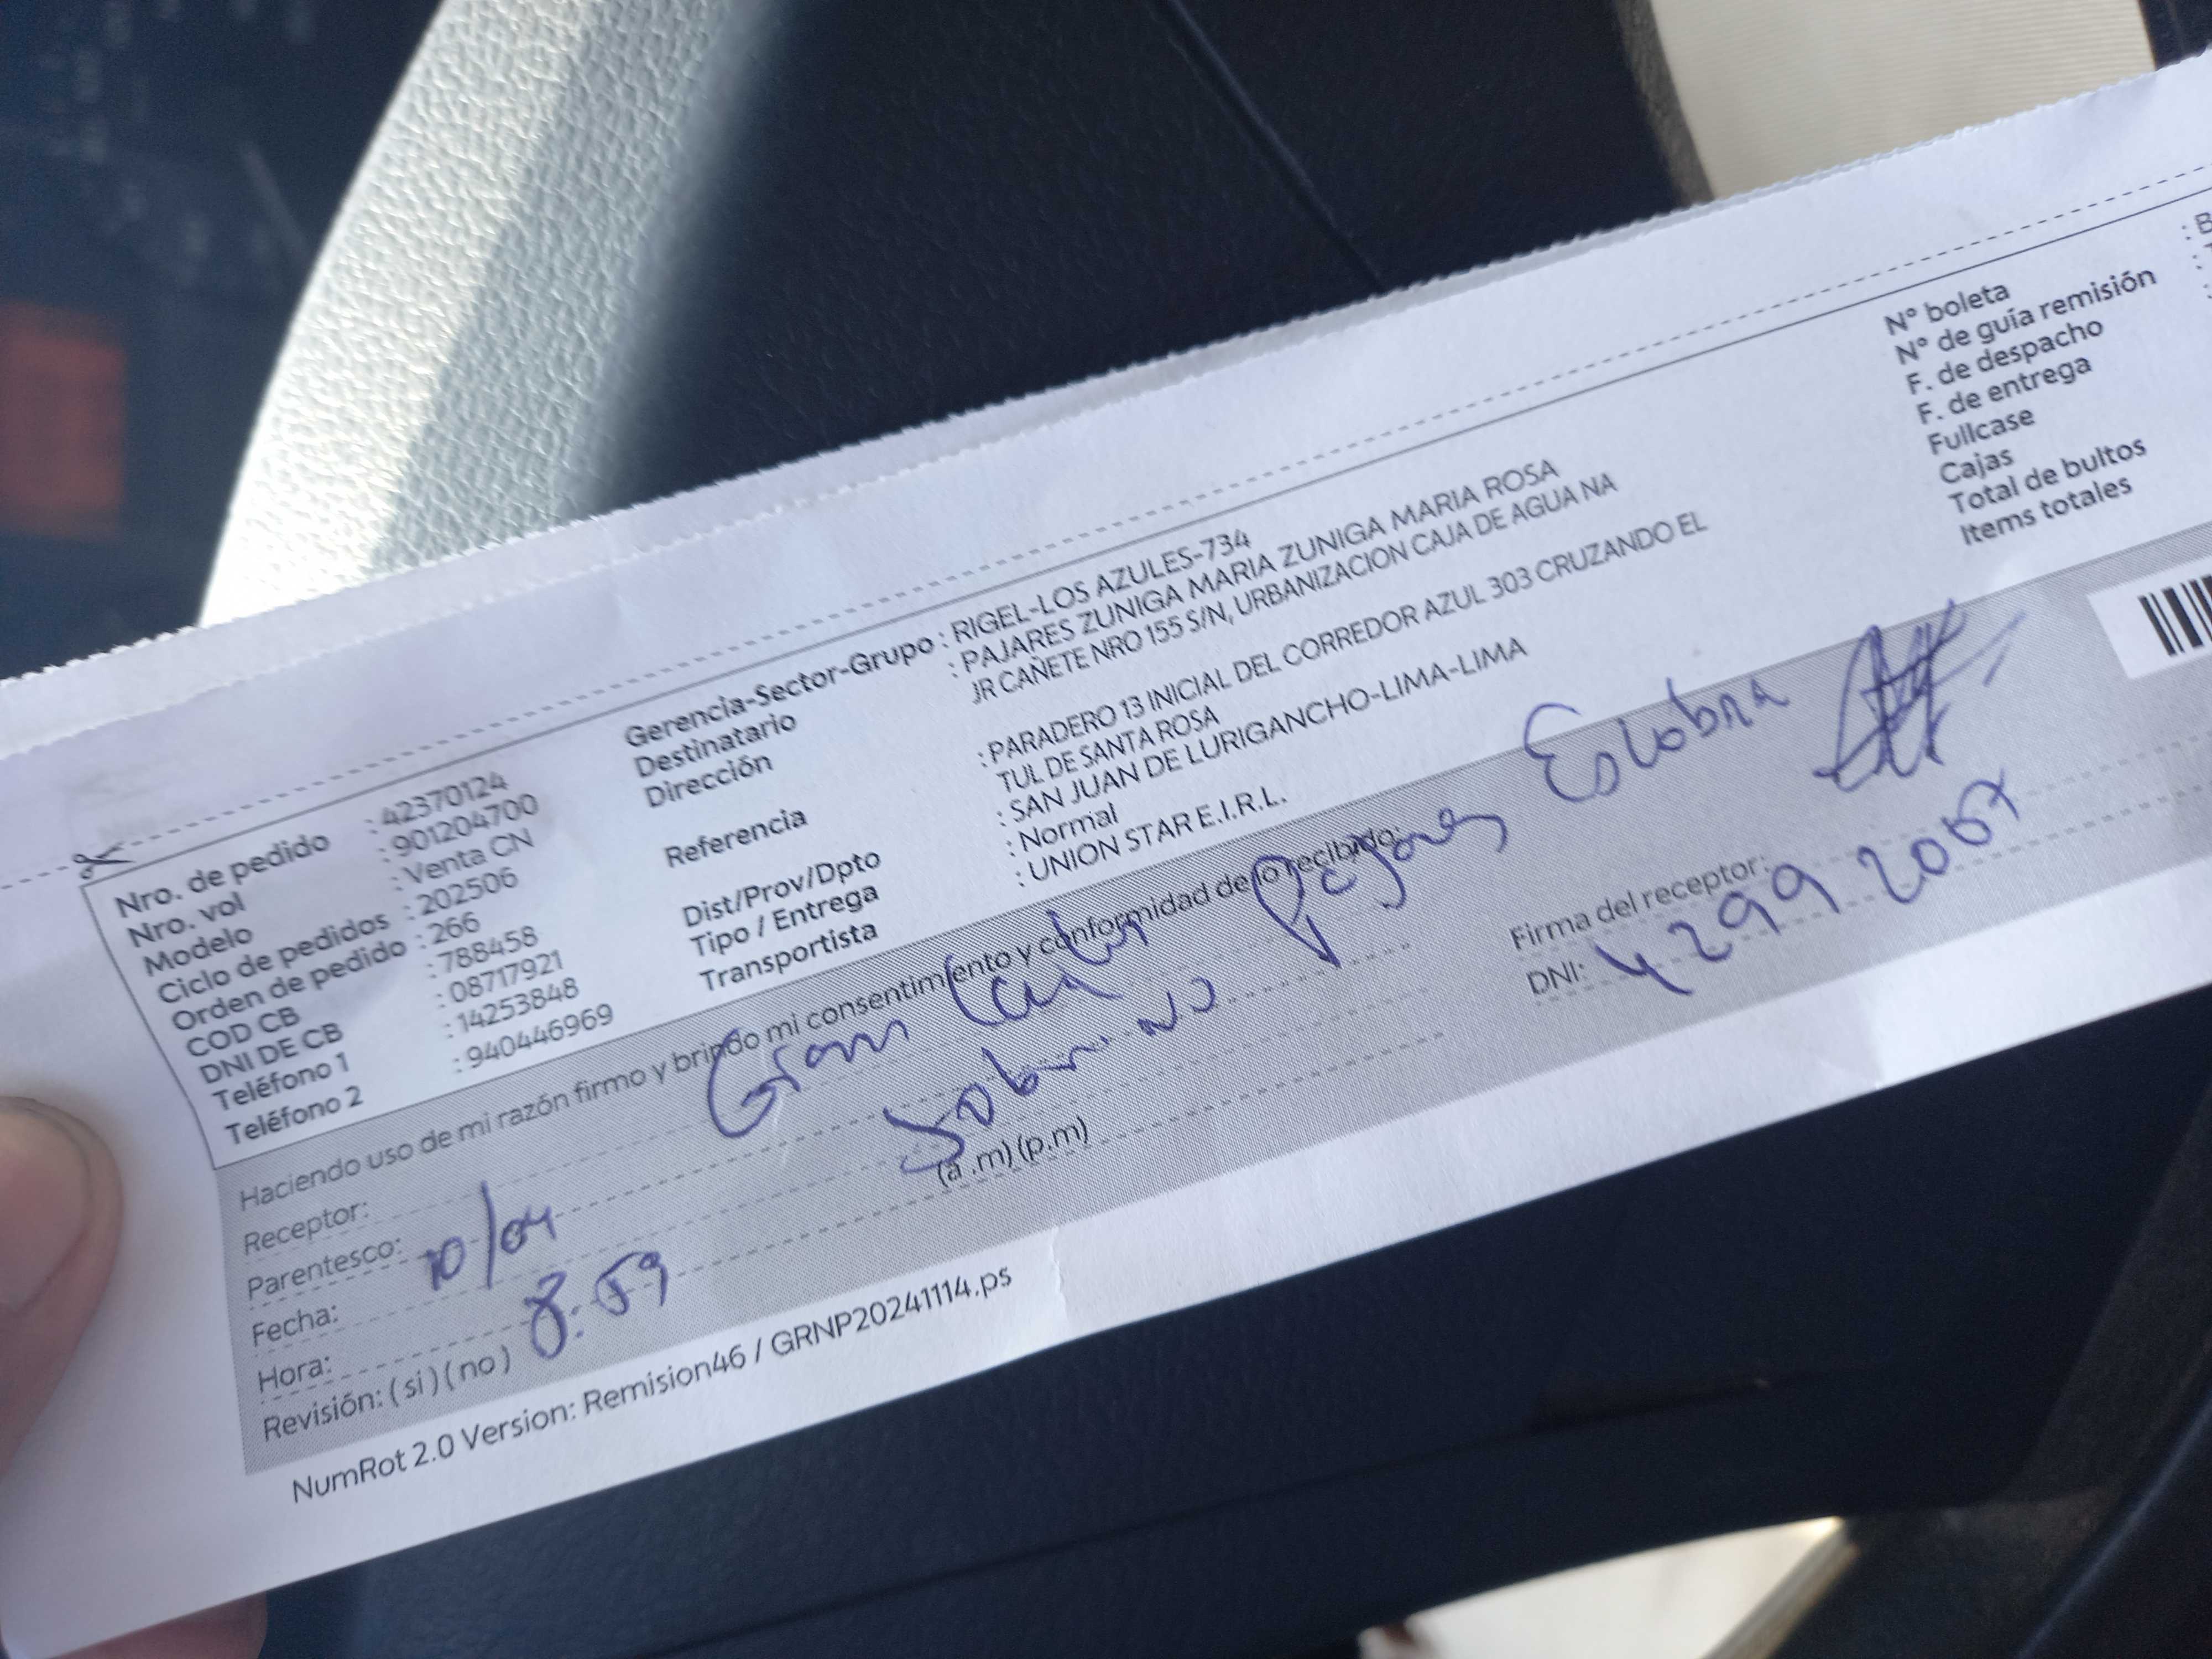 Nro. de pedido : 42370124
Nro. vol : 901204700
Modelo : Venta CN
Ciclo de pedidos : 202506
Orden de pedido : 266
COD CB : 788458
DNI DE CB : 08717921
Teléfono 1 : 14253848
Teléfono 2 : 940446969
Gerencia-Sector-Grupo : RIGEL-LOS AZULES-734
Destinatario : PAJARES ZUNIGA MARIA ZUNIGA MARIA ROSA
Dirección JR CAÑETE NRO 155 S/N, URBANIZACION CAJA DE AGUA NA
Referencia : PARADERO 13 INICIAL DEL CORREDOR AZUL 303 CRUZANDO EL
TUL DE SANTA ROSA
Dist/Prov/Dpto : SAN JUAN DE LURIGANCHO-LIMA-LIMA
Tipo / Entrega : Normal
Transportista : UNION STAR E.I.R.L.
N° boleta : B
N° de guía remisión :
F. de despacho :
F. de entrega
Fullcase
Cajas
Total de bultos
Items totales
Haciendo uso de mi razón firmo y brindo mi consentimiento y conformidad de lo recibido:
Receptor: Gian Pajares
Parentesco: Sobrino
Fecha: 10/04
Hora: 8:59 (a .m) (p.m)
Revisión: ( si ) ( no )
Firma del receptor:
DNI: 42992067
NumRot 2.0 Version: Remision46 / GRNP20241114.ps